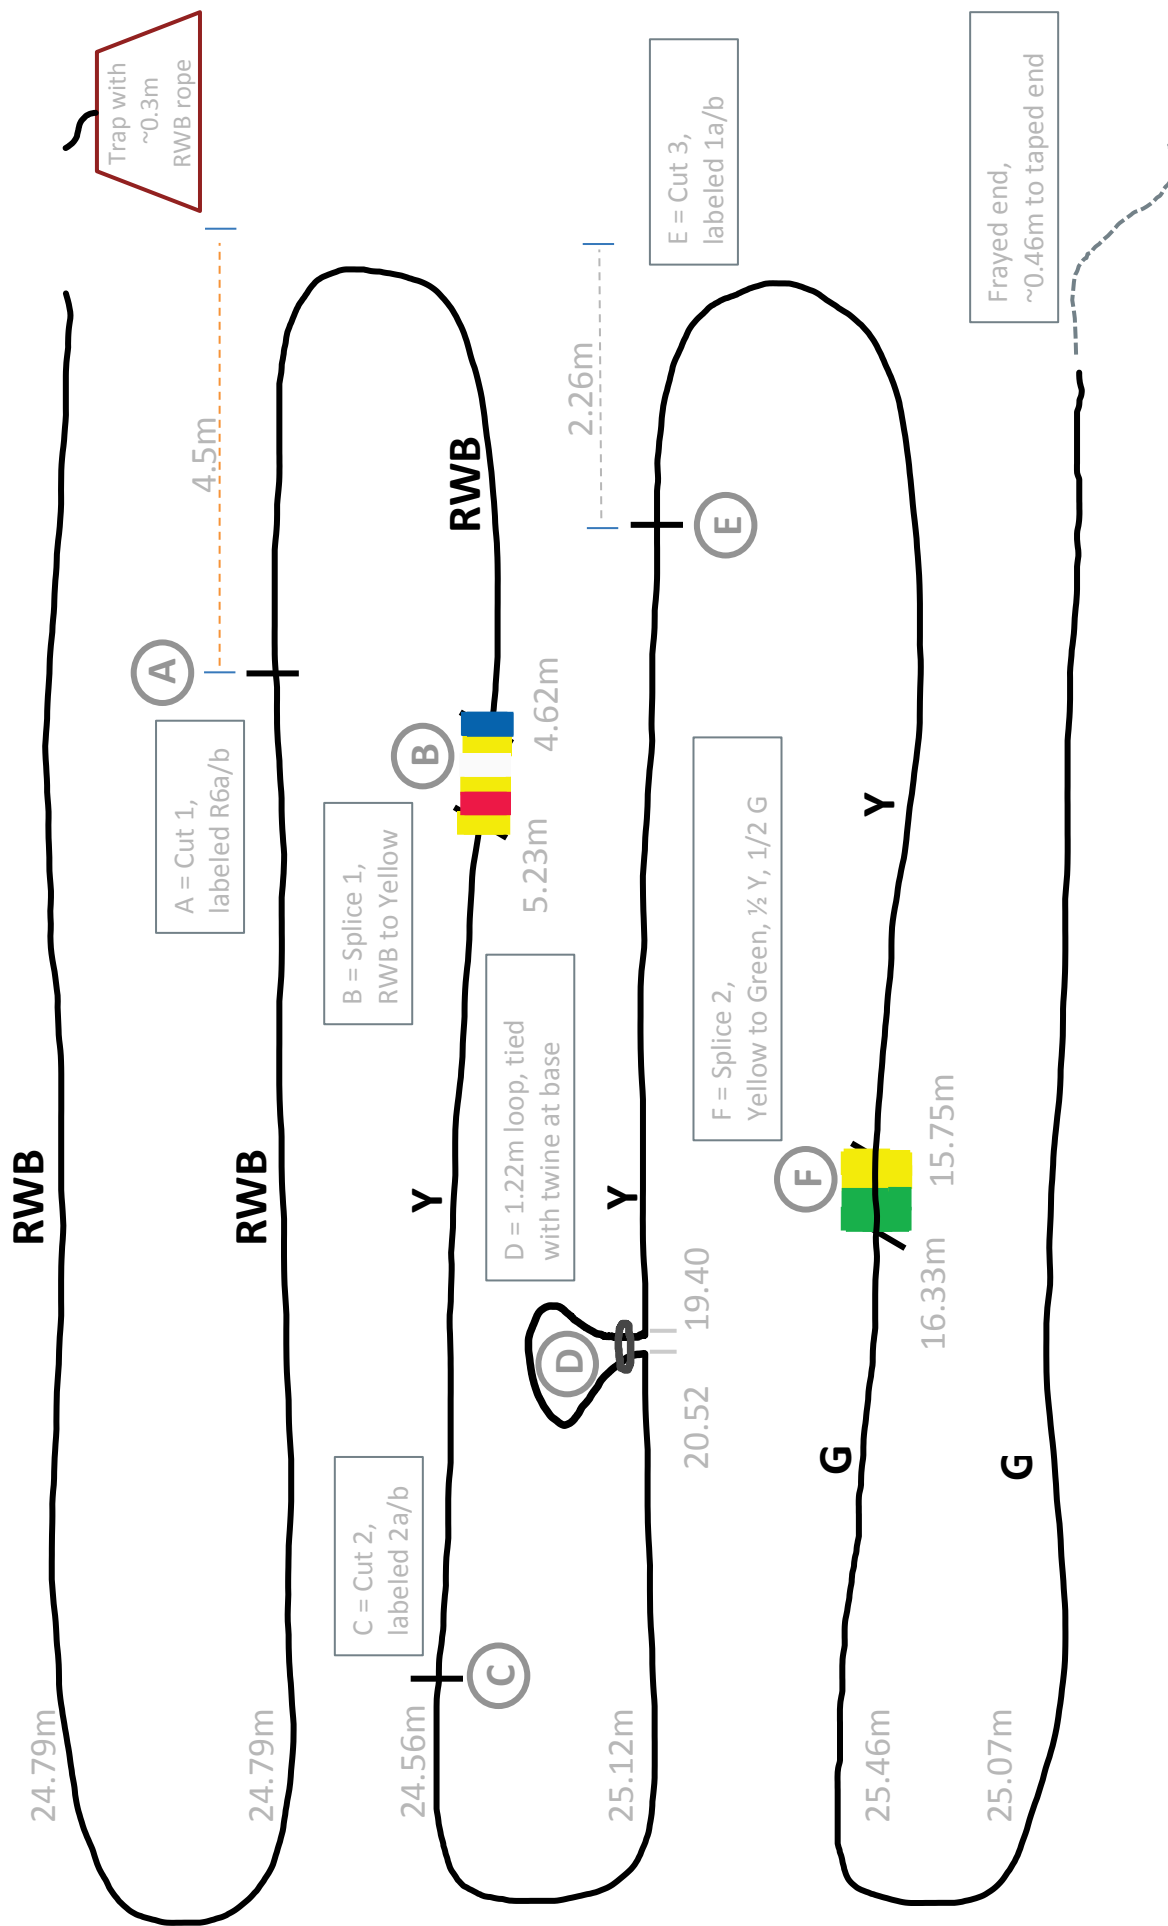 Trap with
~0.3m
RWB rope
RWB
24.79m
4.5m
A
A = Cut 1,
labeled R6a/b
RWB
24.79m
RWB
B
B = Splice 1,
RWB to Yellow
4.62m
5.23m
Y
C = Cut 2,
labeled 2a/b
C
24.56m
D = 1.22m loop, tied
with twine at base
D
2.26m
E = Cut 3,
labeled 1a/b
E
Y
19.40
20.52
25.12m
F = Splice 2,
Yellow to Green, ½ Y, 1/2 G
F
Y
15.75m
16.33m
G
25.46m
Frayed end,
~0.46m to taped end
G
25.07m